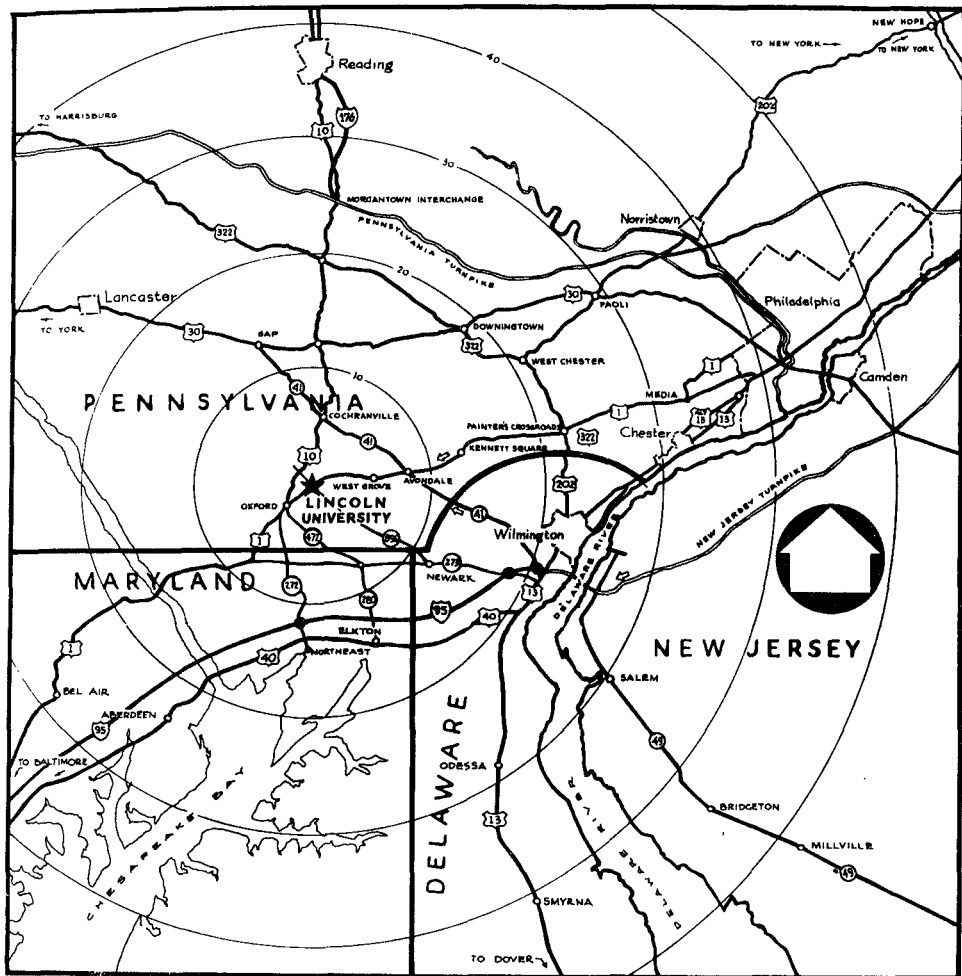 NEW HOPE
TO NEW YORK
TO NEW YORK
40
Reading
202
TO HARRISBURG
10
176
30
MORGANTOWN INTERCHANGE
PENNSYLVANIA TURNPIKE
Norristown
322
20
Lancaster
30
PAOLI
Philadelphia
TO YORK
30
GAP
DOWNINGTOWN
322
WEST CHESTER
1
10
Camden
41
MEDIA
PENNSYLVANIA
COCHRANVILLE
1
41
PAINTER'S CROSSROADS
322
Chester
ALT 13
13
KENNETT SQUARE
10
WEST GROVE
AVONDALE
202
OXFORD
LINCOLN
UNIVERSITY
41
Wilmington
NEW JERSEY TURNPIKE
1
472
896
273
NEWARK
MARYLAND
272
280
13
DELAWARE RIVER
95
40
ELKTON
NORTHEAST
40
NEW JERSEY
1
SALEM
BEL AIR
ABERDEEN
95
49
TO BALTIMORE
ODESSA
CHESAPEAKE BAY
DELAWARE
13
DELAWARE RIVER
BRIDGETON
MILLVILLE
49
SMYRNA
TO DOVER